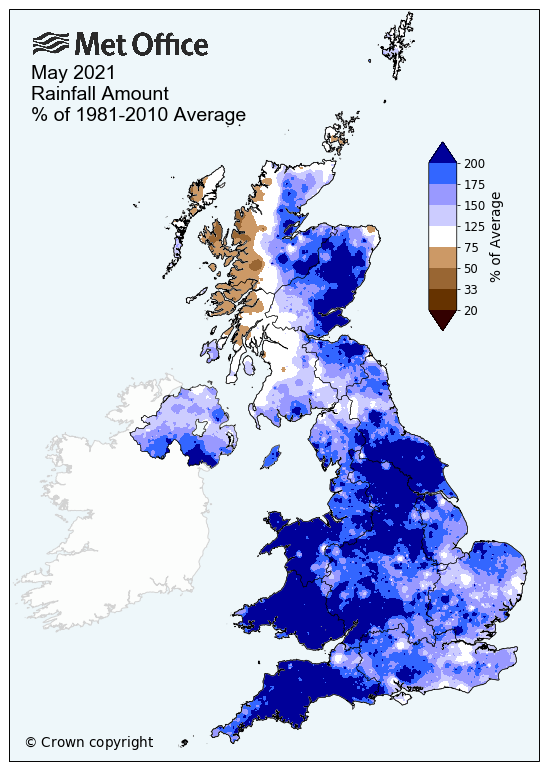 Met Office
May 2021
Rainfall Amount
% of 1981-2010 Average
200
175
150
125
75
50
33
20
% of Average
© Crown copyright